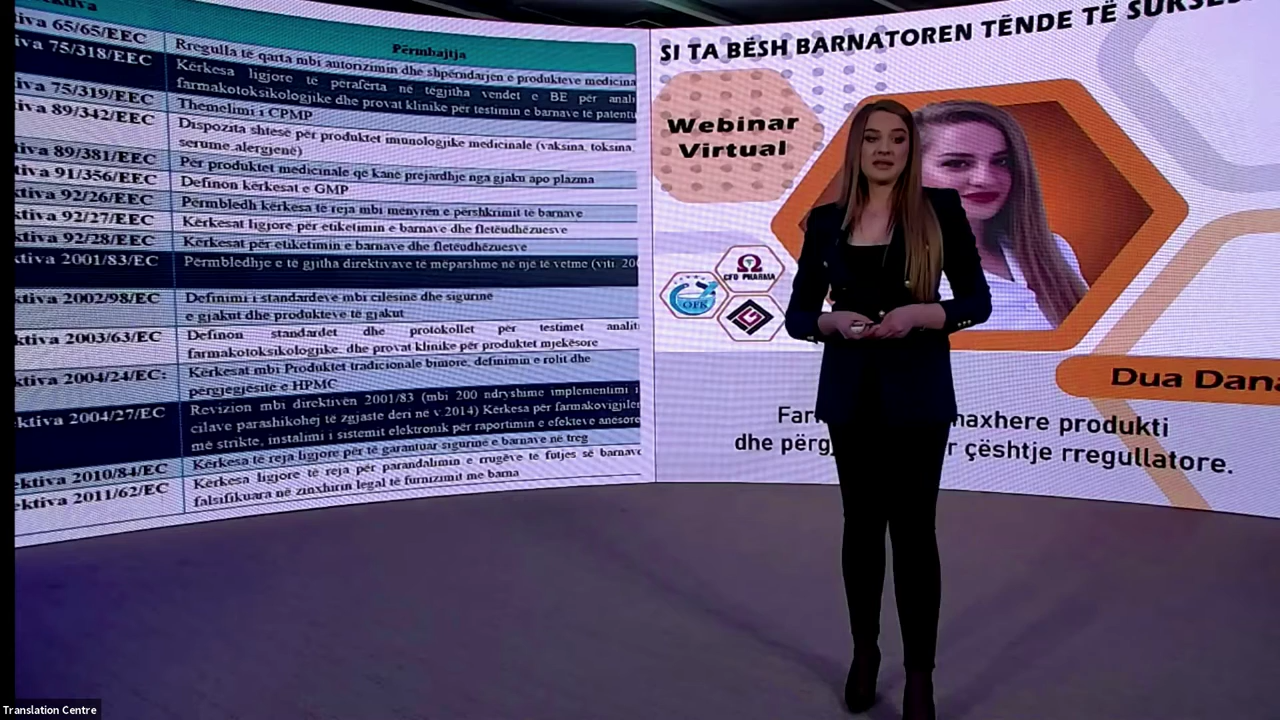 ktiva
tiva 65/65/EEC
Përmbajtja
Rregulla të qarta mbi autorizimin dhe shpërndarjen e produkteve medicina
iva 75/318/EEC
Kërkesa ligjore të peraferta në tëgjitha vendet e BE për anali
farmakotoksikologjike dhe provat klinike për testimin e barnave të patentu
iva 75/319/EEC
Themelimi i CPMP
iva 89/342/EEC
Dispozita shtesë për produktet imunologjike medicinale (vaksina, toksina,
serume,alergjenë)
tiva 89/381/EEC
Për produktet medicinale që kanë prejardhje nga gjaku apo plazma
tiva 91/356/EEC
Definon kërkesat e GMP
tiva 92/26/EEC
Përmbledh kërkesa të reja mbi mënyrën e përshkrimit të barnave
tiva 92/27/EEC
Kërkesat ligjore për etiketimin e barnave dhe fletëudhëzuesve
tiva 92/28/EEC
Kërkesat për etiketimin e barnave dhe fletëudhëzuesve
ktiva 2001/83/EC
Përmbledhje e të gjitha direktivave të mëparshme në një të vetme (viti, 200
ktiva 2002/98/EC
Definimi i standardeve mbi cilësinë dhe sigurinë
e gjakut dhe produkteve të gjakut
ktiva 2003/63/EC
Definon standardet dhe protokollet për testimet analiti
farmakotoksikologjike, dhe provat klinike për produktet mjekësore
ktiva 2004/24/EC:
Kërkesat mbi Produktet tradicionale bimore, definimin e rolit dhe
përgjegjësitë e HPMC
ktiva 2004/27/EC
Revizion mbi direktivën 2001/83 (mbi 200 ndryshime implementimi i
cilave parashikohej të zgjaste deri në v.2014) Kërkesa për farmakovigjilen
më strikte, instalimi i sistemit elektronik për raportimin e efekteve anësore
ektiva 2010/84/EC
Kërkesa të reja ligjore për të garantuar sigurinë e barnave në treg
ektiva 2011/62/EC
Kërkesa ligjore të reja për parandalimin e rrugëve të futjes së barnave
falsifikuara në zinxhirin legal të furnizimit me barna
SI TA BËSH BARNATOREN TËNDE TË SUKSES
Webinar
Virtual
CFO PHARMA
OFK
Dua Dana
Far maxhere produkti
dhe përgj r çështje rregullatore.
Translation Centre